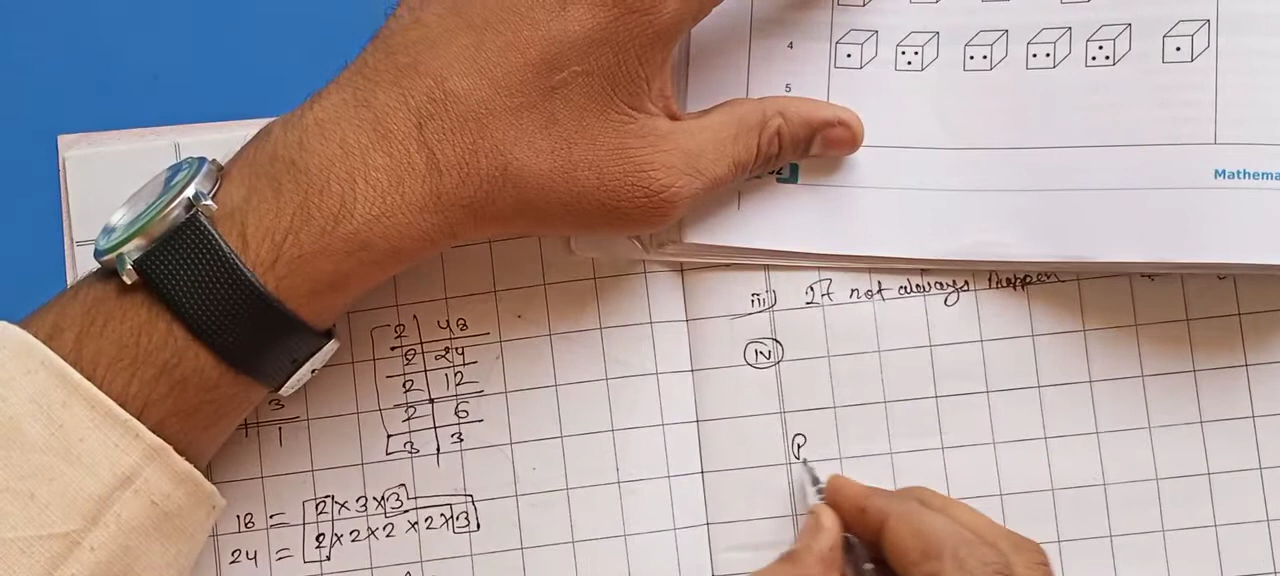 4
5
Mathema
iii) It not always happen
iv
P
2 | 48
2 | 24
2 | 12
2 | 6
3 | 3
3
1
18 = 2 × 3 × 3
24 = 2 × 2 × 2 × 2 × 3